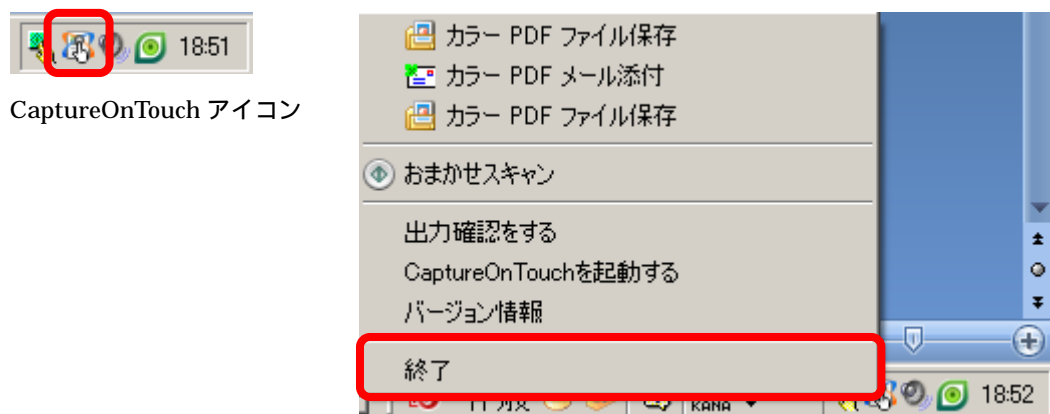 18:51
CaptureOnTouch アイコン
カラー PDF ファイル保存
カラー PDF メール添付
カラー PDF ファイル保存
おまかせスキャン
出力確認をする
CaptureOnTouchを起動する
バージョン情報
終了
KANA
18:52